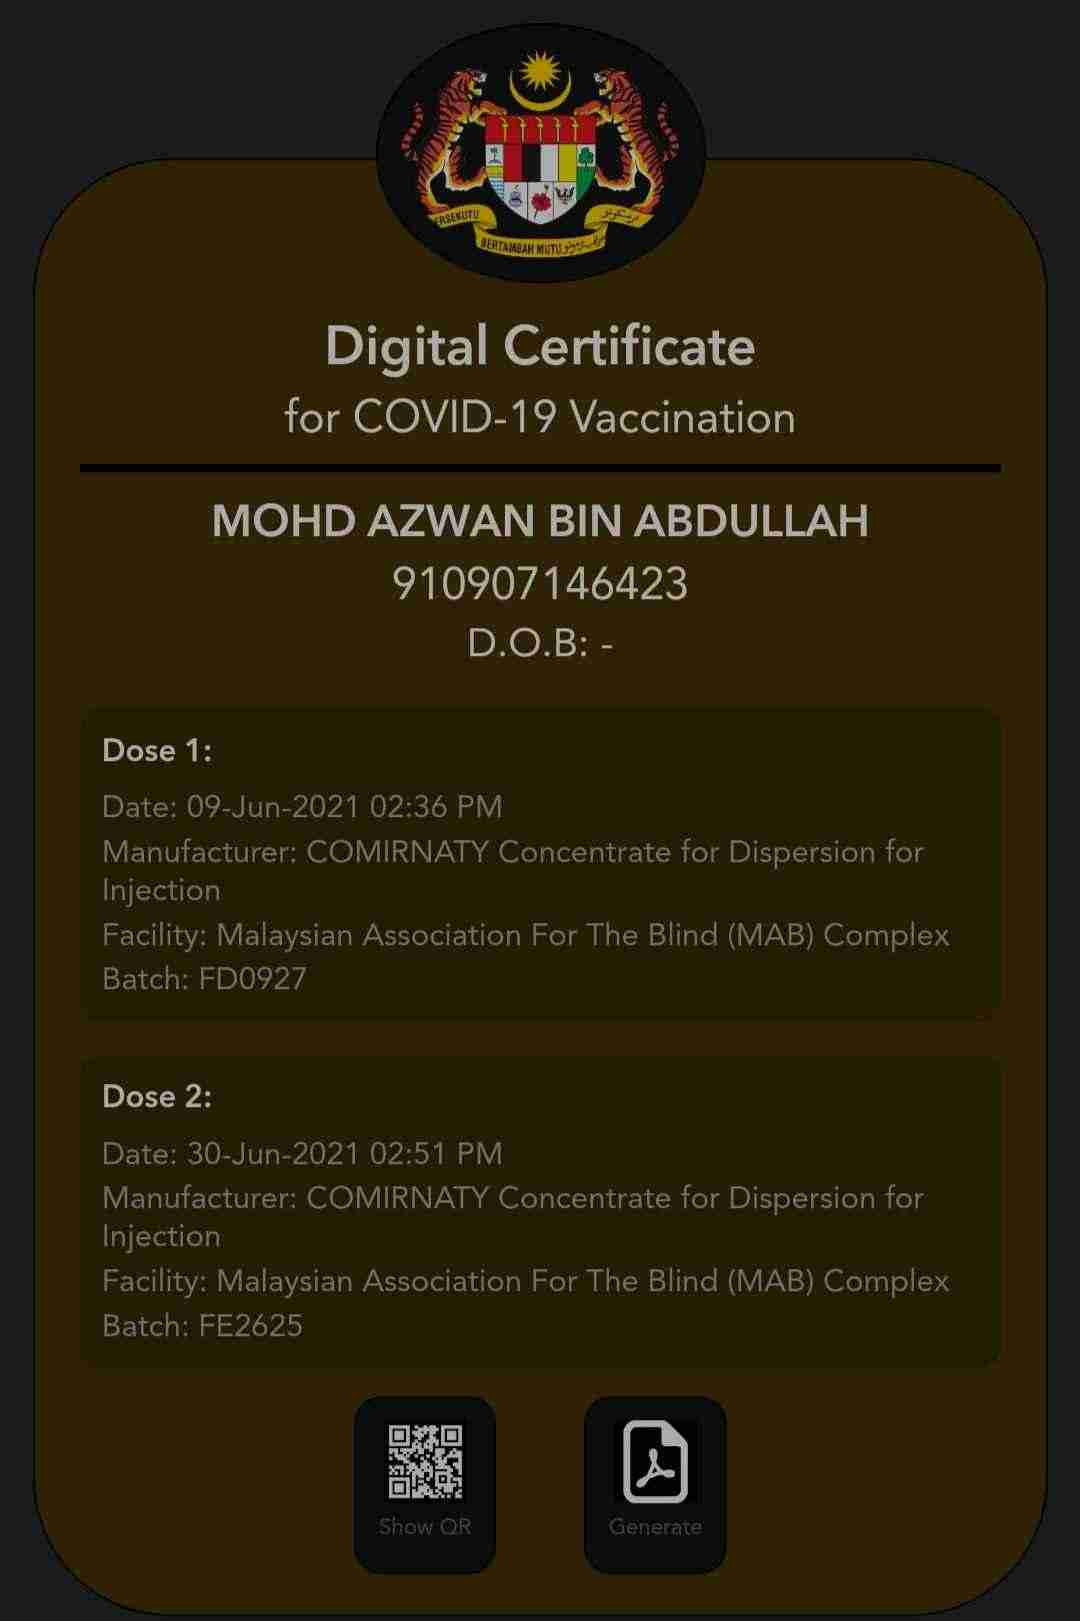 ERSEKUTU
BERTAMBAH MUTU
Digital Certificate
for COVID-19 Vaccination
MOHD AZWAN BIN ABDULLAH
910907146423
D.O.B: -
Dose 1:
Date: 09-Jun-2021 02:36 PM
Manufacturer: COMIRNATY Concentrate for Dispersion for
Injection
Facility: Malaysian Association For The Blind (MAB) Complex
Batch: FD0927
Dose 2:
Date: 30-Jun-2021 02:51 PM
Manufacturer: COMIRNATY Concentrate for Dispersion for
Injection
Facility: Malaysian Association For The Blind (MAB) Complex
Batch: FE2625
Show QR
Generate